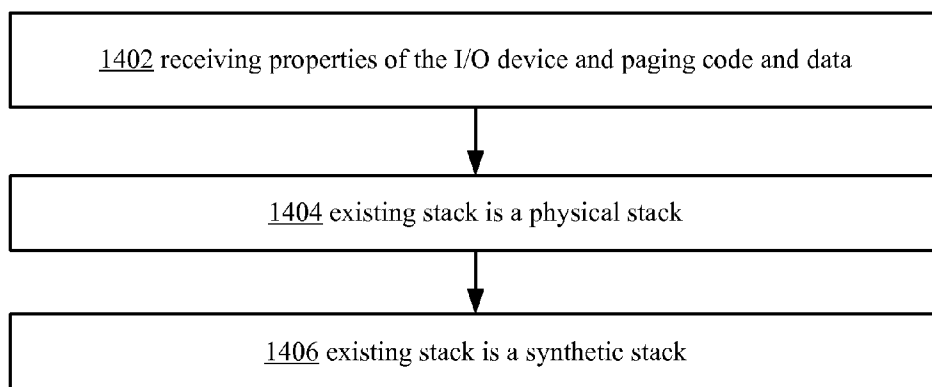 1402 receiving properties of the I/O device and paging code and data
1404 existing stack is a physical stack
1406 existing stack is a synthetic stack